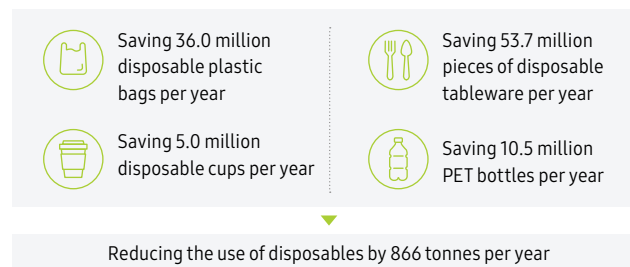 Saving 36.0 million
disposable plastic
bags per year
Saving 53.7 million
pieces of disposable
tableware per year
Saving 5.0 million
disposable cups per year
Saving 10.5 million
PET bottles per year
Reducing the use of disposables by 866 tonnes per year